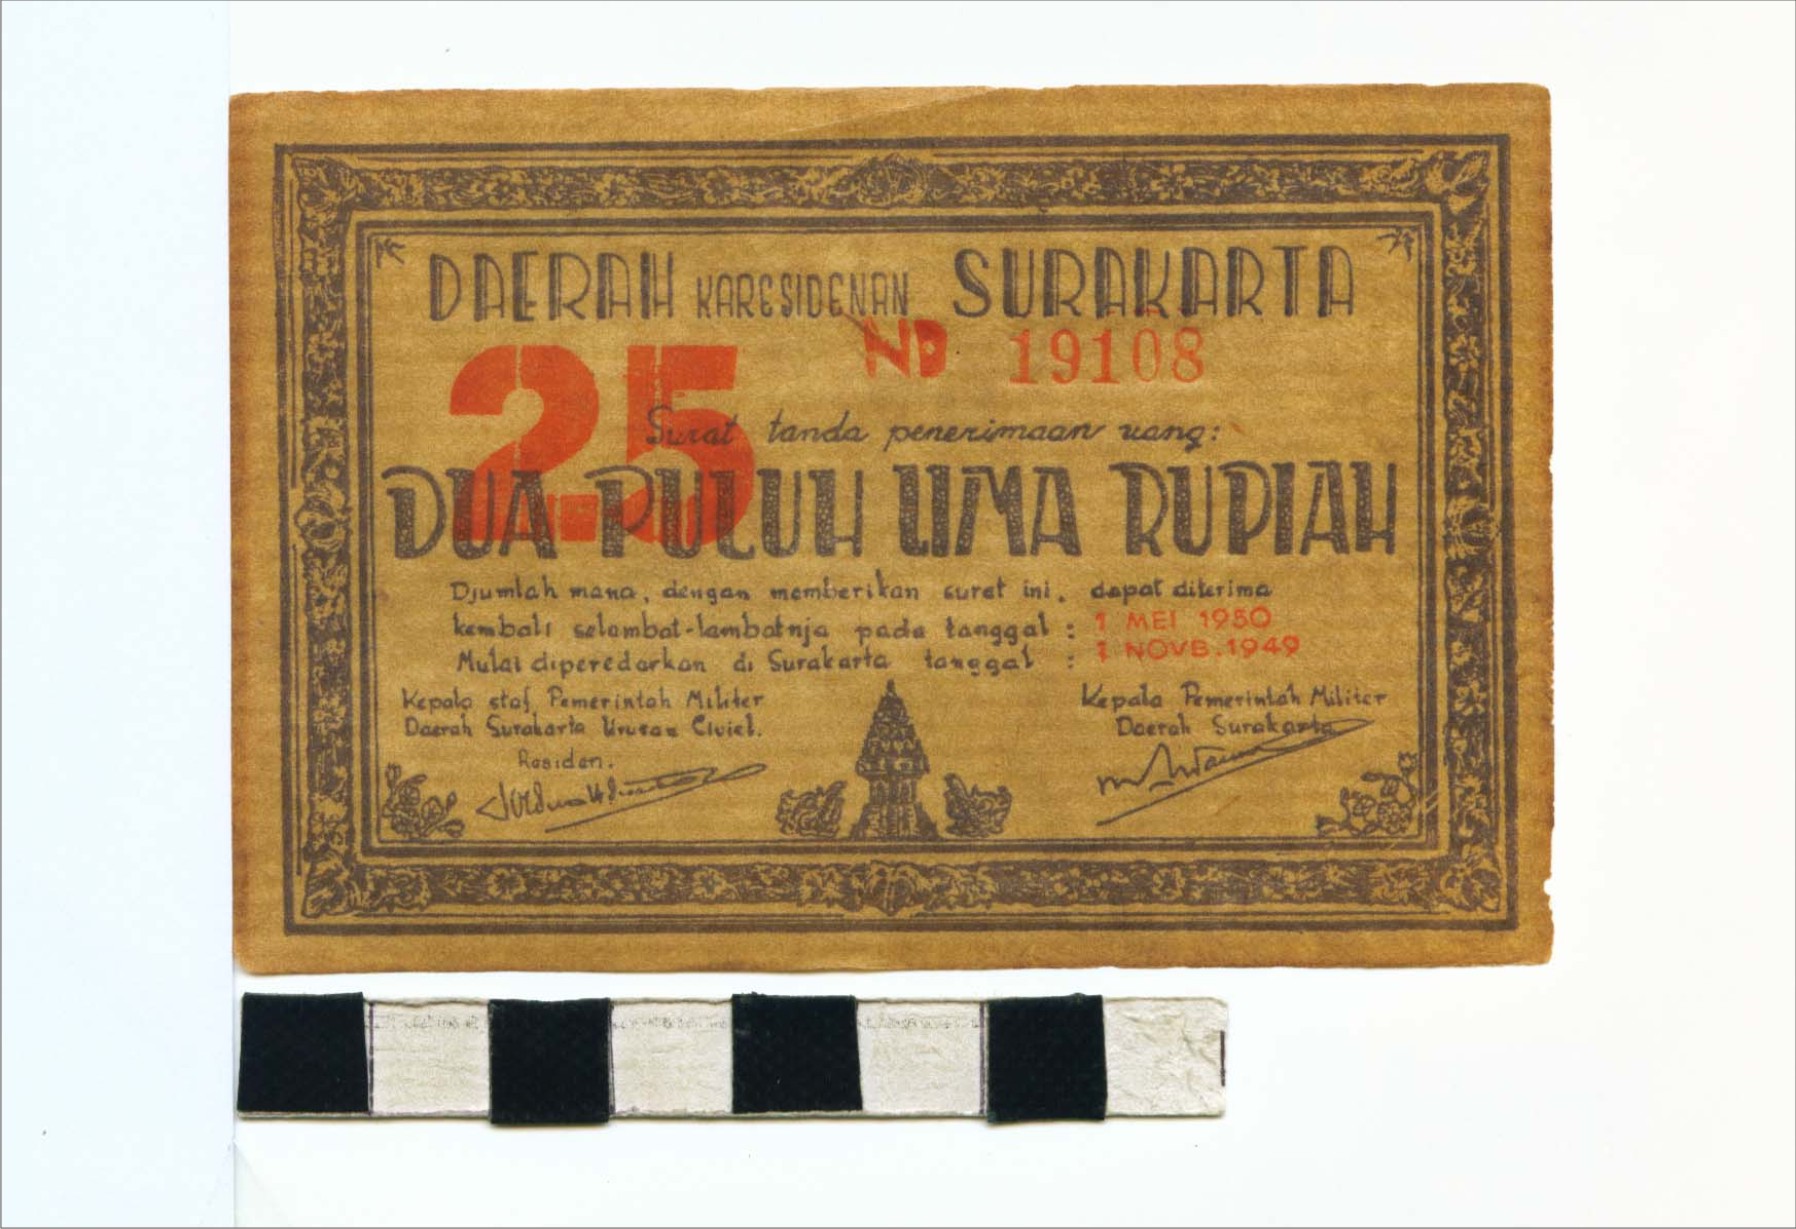 DAERAH KARESIDENAN SURAKARTA
ND 19108
25
Surat tanda penerimaan uang:
DUA PULUH LIMA RUPIAH
Djumlah mana, dengan memberikan surat ini. dapat diterima
kembali selambat-lambatnja pada tanggal : 1 MEI 1950
Mulai diperedarkan di Surakarta tanggal : 1 NOVB.1949
Kepala staf Pemerintah Militer
Daerah Surakarta Urusan Civiel.
Residen.
Kepala Pemerintah Militer
Daerah Surakarta